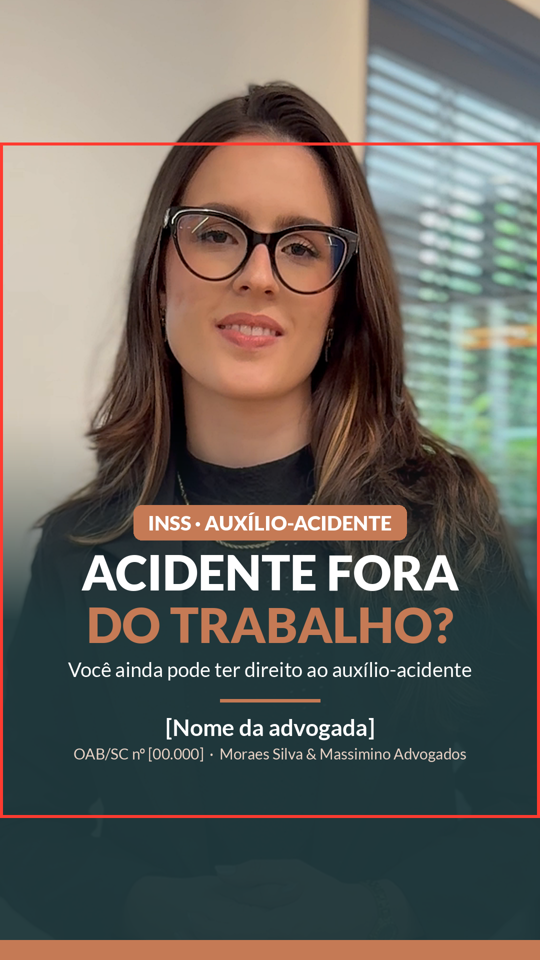 INSS · AUXÍLIO-ACIDENTE
ACIDENTE FORA
DO TRABALHO?
Você ainda pode ter direito ao auxílio-acidente
[Nome da advogada]
OAB/SC nº [00.000] · Moraes Silva & Massimino Advogados